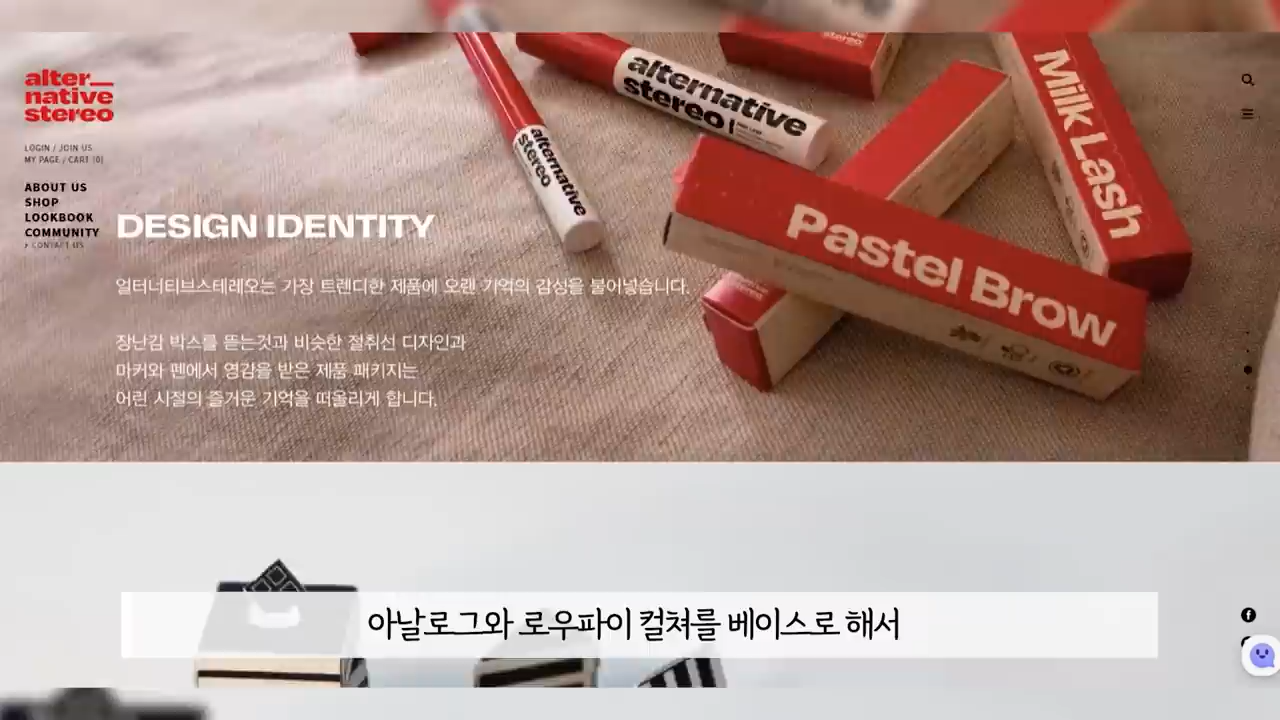 alter_
native
stereo
LOGIN / JOIN US
MY PAGE / CART (0)
ABOUT US
SHOP
LOOKBOOK
COMMUNITY
> CONTACT US
DESIGN IDENTITY
얼터너티브스테레오는 가장 트렌디한 제품에 오랜 기억의 감성을 불어넣습니다.
장난감 박스를 뜯는것과 비슷한 절취선 디자인과
마커와 펜에서 영감을 받은 제품 패키지는
어린 시절의 즐거운 기억을 떠올리게 합니다.
alternative
stereo
alternative
stereo
stereo
Milk Lash
Pastel Brow
아날로그와 로우파이 컬쳐를 베이스로 해서